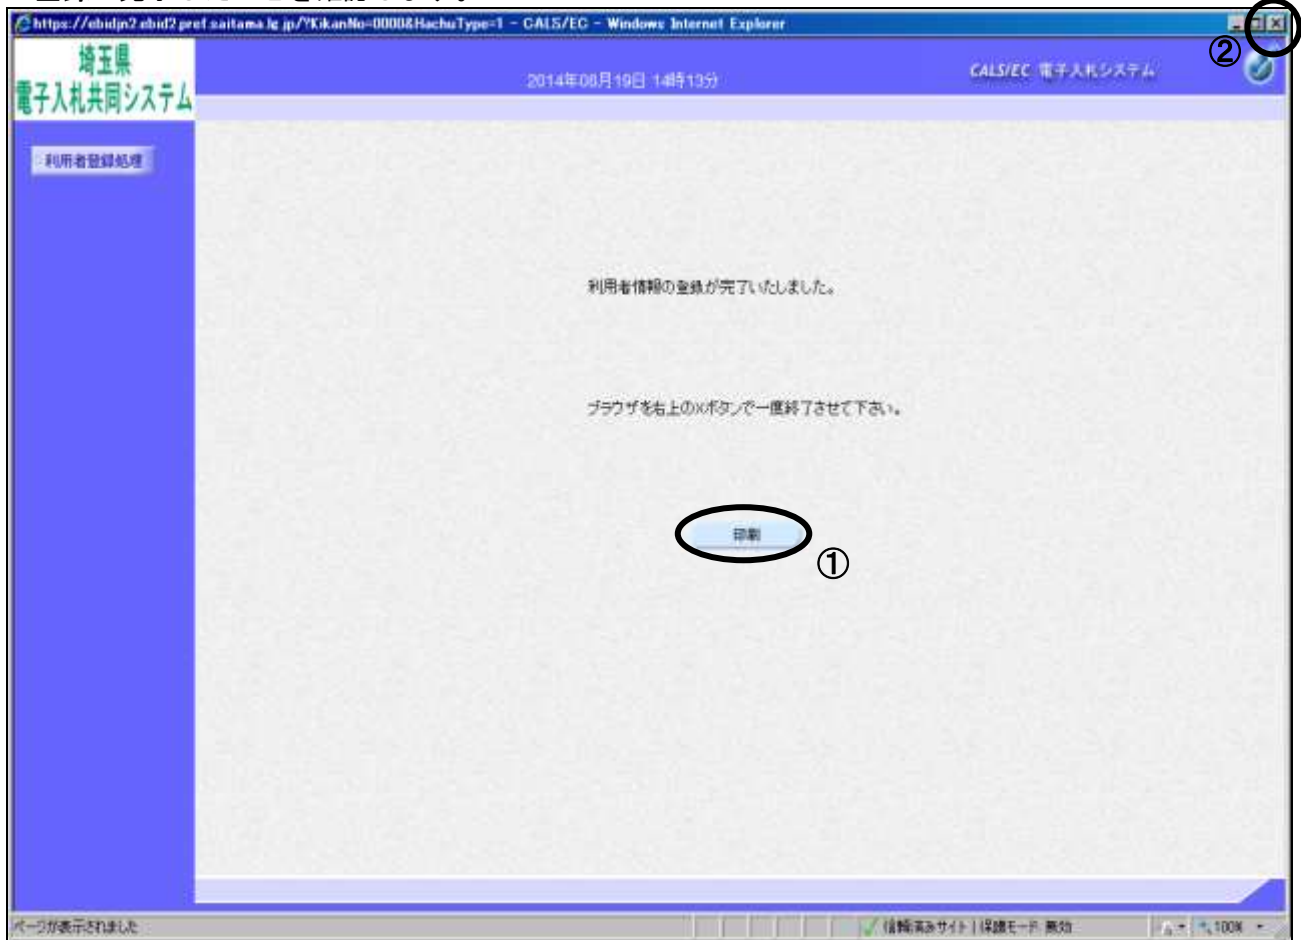 https://ebidjn2.ebid2.pref.saitama.lg.jp/?KikanNo=0000&HachuType=1 - CALS/EC - Windows Internet Explorer
埼玉県
電子入札共同システム
2014年08月19日 14時13分
CALS/EC 電子入札システム
②
利用者登録処理
利用者情報の登録が完了いたしました。
ブラウザを右上の×ボタンで一度終了させて下さい。
印刷
①
ページが表示されました
信頼済みサイト | 保護モード: 無効
100%